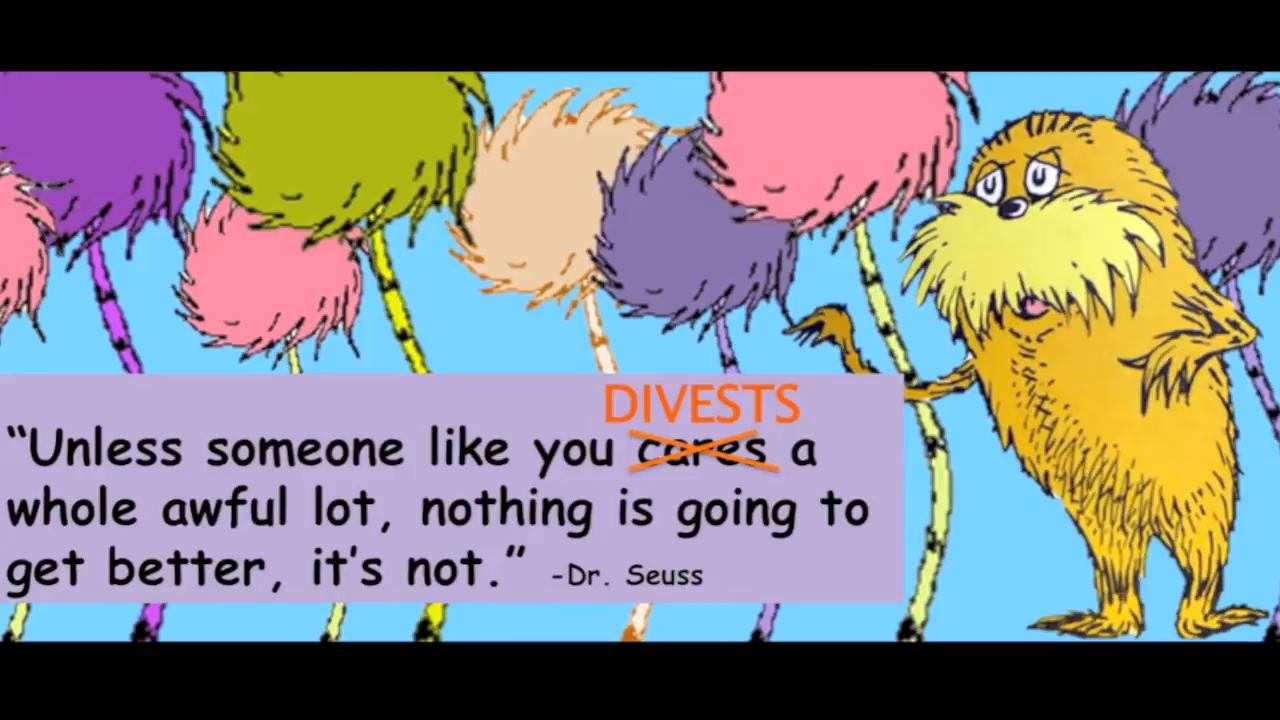 DIVESTS
“Unless someone like you cares a
whole awful lot, nothing is going to
get better, it’s not.” -Dr. Seuss